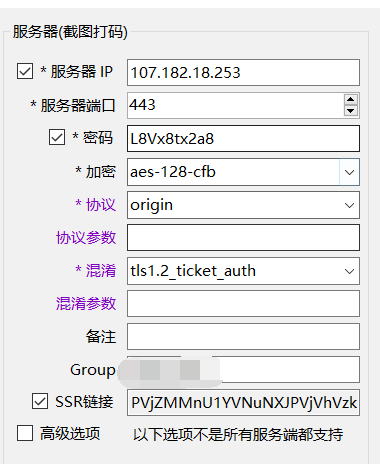 服务器(截图打码)
* 服务器 IP 107.182.18.253
* 服务器端口 443
* 密码 L8Vx8tx2a8
* 加密 aes-128-cfb
* 协议 origin
协议参数
* 混淆 tls1.2_ticket_auth
混淆参数
备注
Group
SSR链接 PVjZMMnU1YVNuNXJPVjVhVzk
高级选项 以下选项不是所有服务端都支持